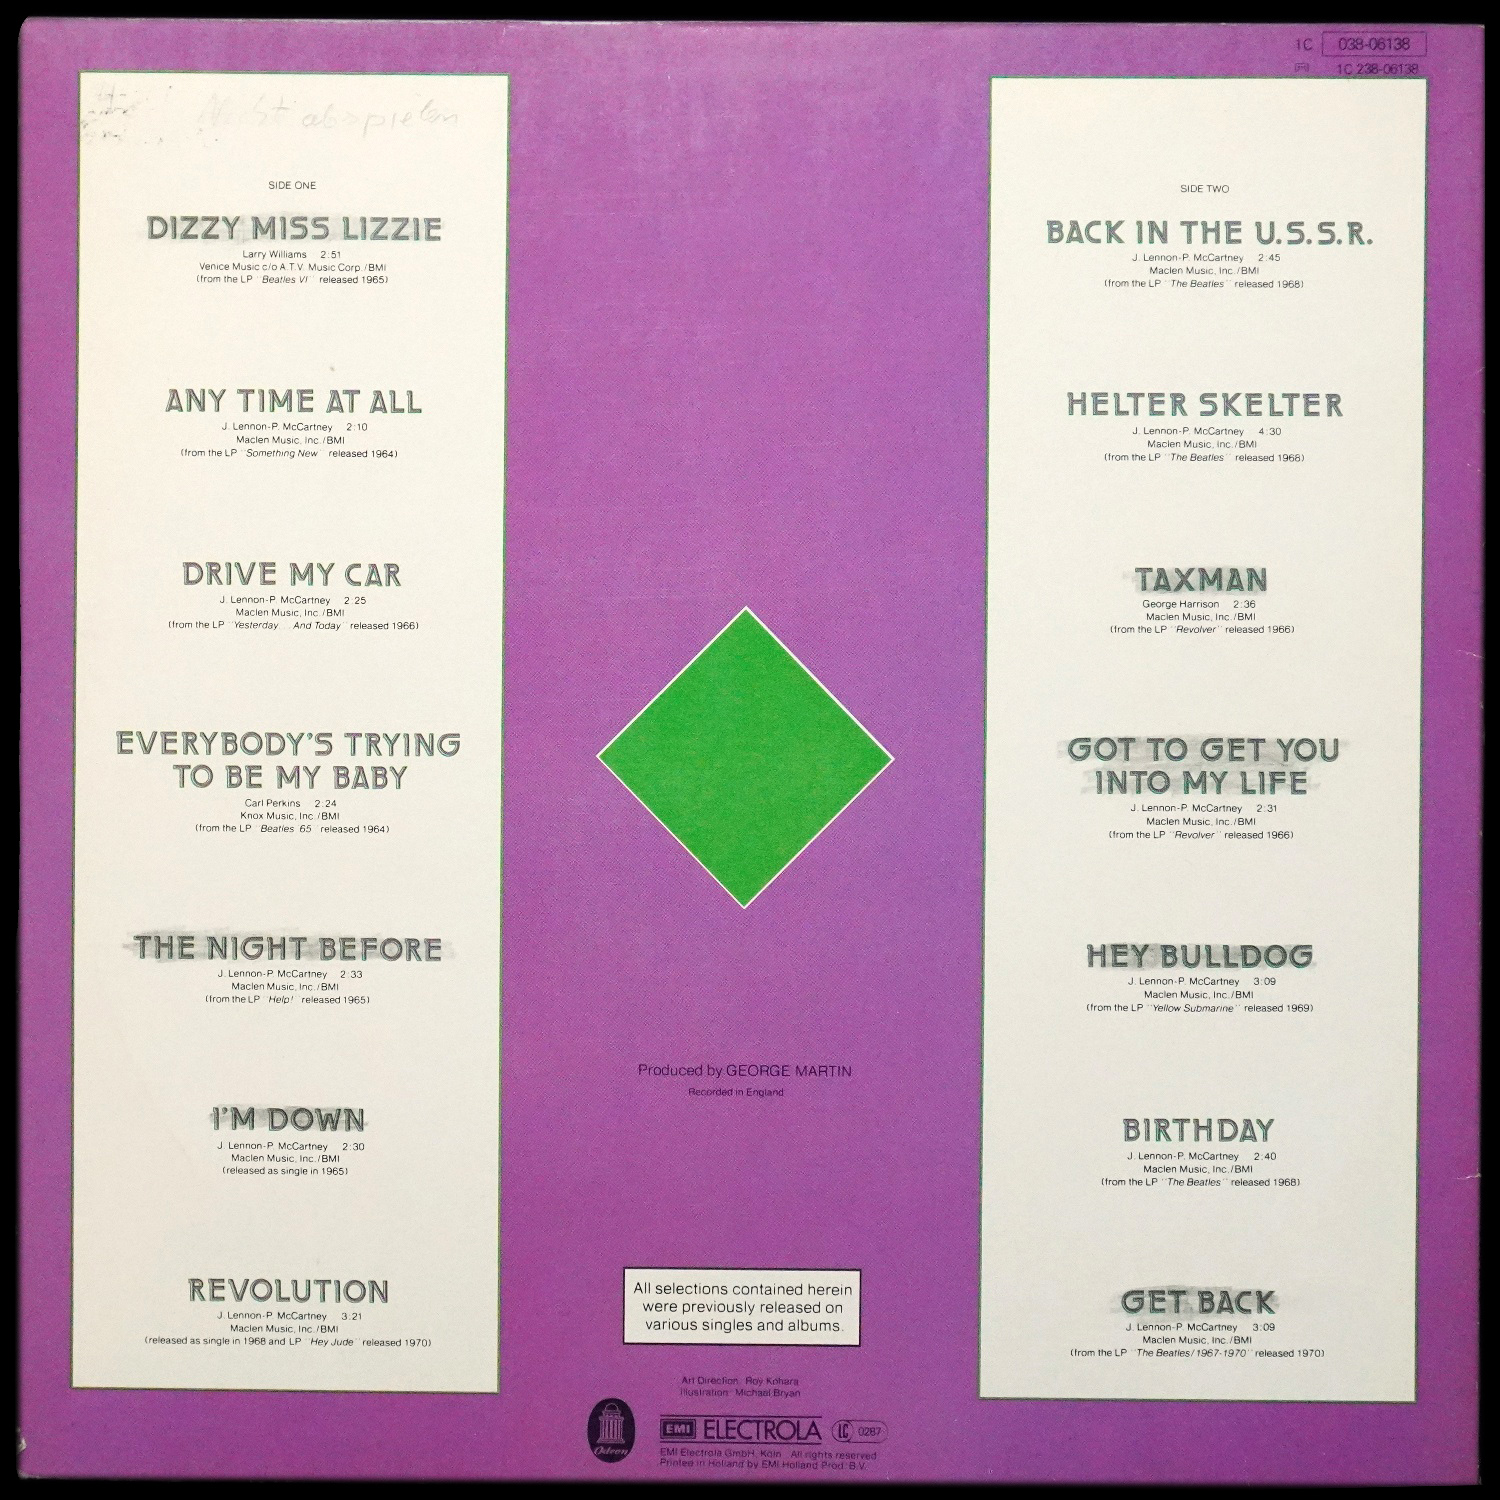 1C 038-06138
1C 238-06138
abspielen
SIDE ONE
DIZZY MISS LIZZIE
Larry Williams 2:51
Venice Music c/o A.T.V. Music Corp./BMI
(from the LP "Beatles VI" released 1965)
ANY TIME AT ALL
J. Lennon-P. McCartney 2:10
Maclen Music, Inc./BMI
(from the LP "Something New" released 1964)
DRIVE MY CAR
J. Lennon-P. McCartney 2:25
Maclen Music, Inc./BMI
(from the LP "Yesterday ... And Today" released 1966)
EVERYBODY'S TRYING
TO BE MY BABY
Carl Perkins 2:24
Knox Music, Inc./BMI
(from the LP "Beatles '65" released 1964)
THE NIGHT BEFORE
J. Lennon-P. McCartney 2:33
Maclen Music, Inc./BMI
(from the LP "Help!" released 1965)
I'M DOWN
J. Lennon-P. McCartney 2:30
Maclen Music, Inc./BMI
(released as single in 1965)
REVOLUTION
J. Lennon-P. McCartney 3:21
Maclen Music, Inc./BMI
(released as single in 1968 and LP "Hey Jude" released 1970)
Produced by GEORGE MARTIN
Recorded in England
All selections contained herein
were previously released on
various singles and albums.
Art Direction: Roy Kohara
Illustration: Michael Bryan
Odeon
EMI ELECTROLA LC 0287
EMI Electrola GmbH, Köln All rights reserved
Printed in Holland by EMI Holland Prod. B.V.
SIDE TWO
BACK IN THE U.S.S.R.
J. Lennon-P. McCartney 2:45
Maclen Music, Inc./BMI
(from the LP "The Beatles" released 1968)
HELTER SKELTER
J. Lennon-P. McCartney 4:30
Maclen Music, Inc./BMI
(from the LP "The Beatles" released 1968)
TAXMAN
George Harrison 2:36
Maclen Music, Inc./BMI
(from the LP "Revolver" released 1966)
GOT TO GET YOU
INTO MY LIFE
J. Lennon-P. McCartney 2:31
Maclen Music, Inc./BMI
(from the LP "Revolver" released 1966)
HEY BULLDOG
J. Lennon-P. McCartney 3:09
Maclen Music, Inc./BMI
(from the LP "Yellow Submarine" released 1969)
BIRTHDAY
J. Lennon-P. McCartney 2:40
Maclen Music, Inc./BMI
(from the LP "The Beatles" released 1968)
GET BACK
J. Lennon-P. McCartney 3:09
Maclen Music, Inc./BMI
(from the LP "The Beatles/1967-1970" released 1970)